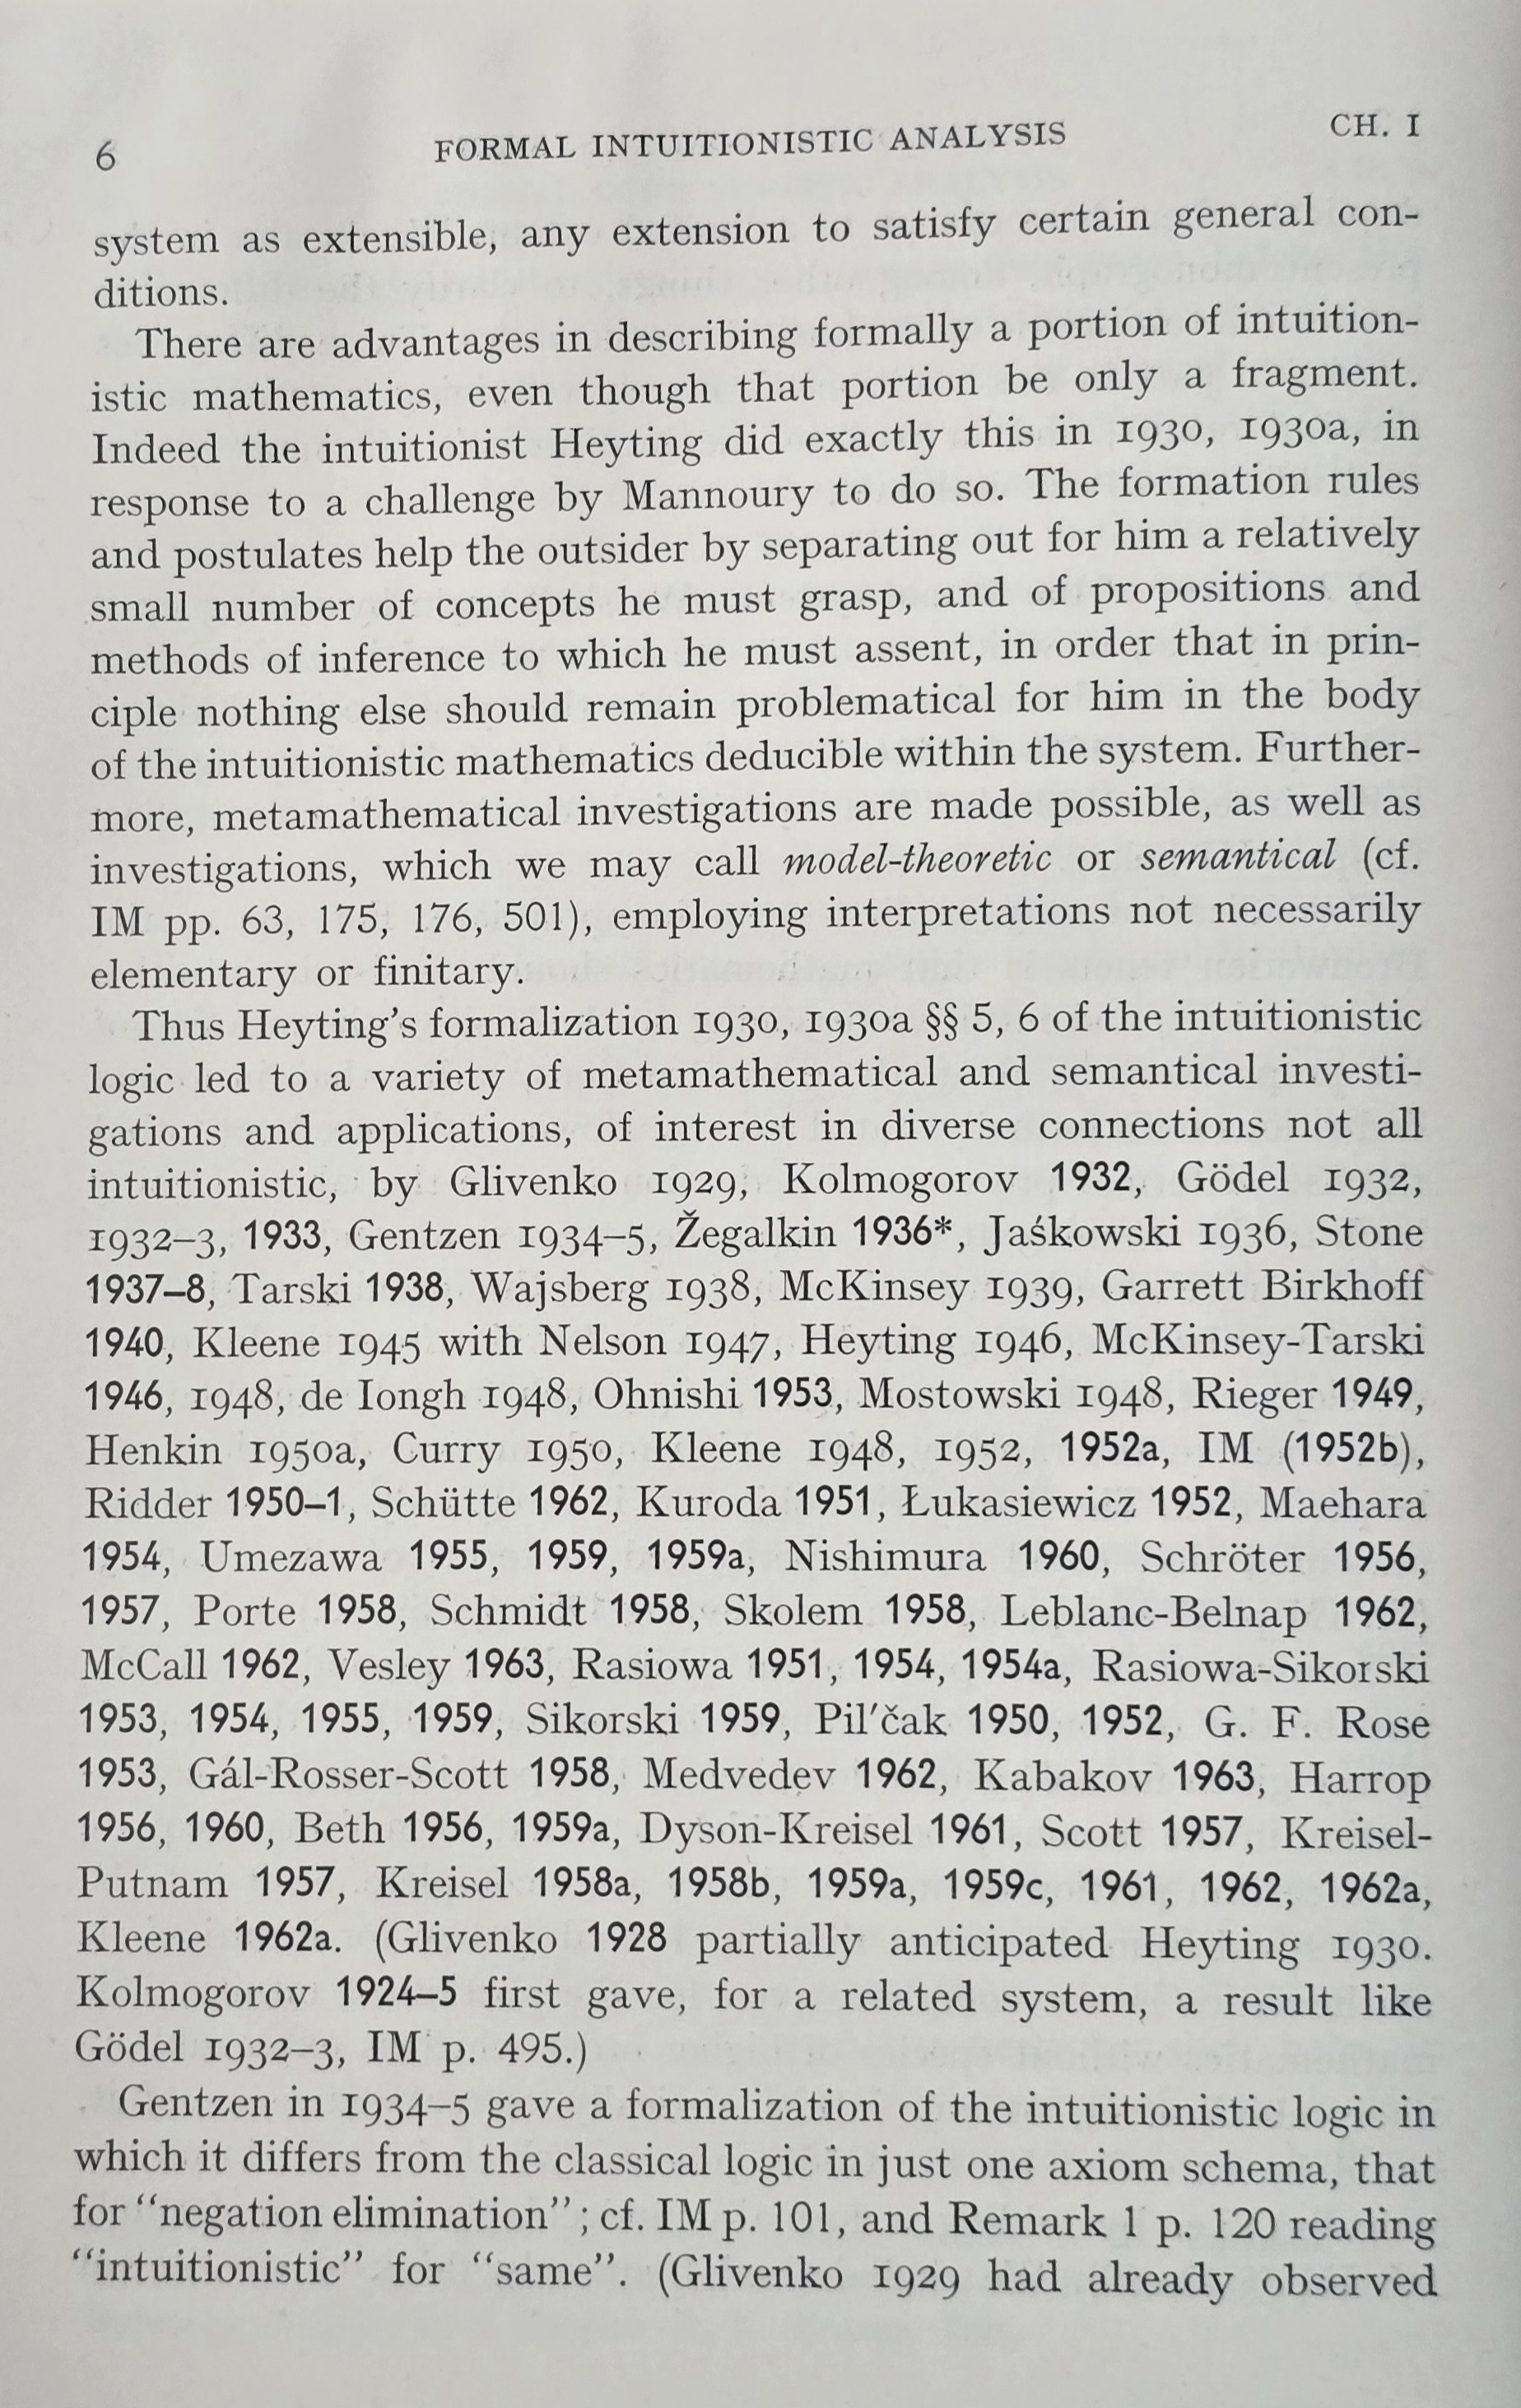 6
FORMAL INTUITIONISTIC ANALYSIS
CH. I
system as extensible, any extension to satisfy certain general con-
ditions.
There are advantages in describing formally a portion of intuition-
istic mathematics, even though that portion be only a fragment.
Indeed the intuitionist Heyting did exactly this in 1930, 1930a, in
response to a challenge by Mannoury to do so. The formation rules
and postulates help the outsider by separating out for him a relatively
small number of concepts he must grasp, and of propositions and
methods of inference to which he must assent, in order that in prin-
ciple nothing else should remain problematical for him in the body
of the intuitionistic mathematics deducible within the system. Further-
more, metamathematical investigations are made possible, as well as
investigations, which we may call model-theoretic or semantical (cf.
IM pp. 63, 175, 176, 501), employing interpretations not necessarily
elementary or finitary.
Thus Heyting's formalization 1930, 1930a §§ 5, 6 of the intuitionistic
logic led to a variety of metamathematical and semantical investi-
gations and applications, of interest in diverse connections not all
intuitionistic, by Glivenko 1929, Kolmogorov 1932, Gödel 1932,
1932–3, 1933, Gentzen 1934–5, Žegalkin 1936*, Jaśkowski 1936, Stone
1937–8, Tarski 1938, Wajsberg 1938, McKinsey 1939, Garrett Birkhoff
1940, Kleene 1945 with Nelson 1947, Heyting 1946, McKinsey-Tarski
1946, 1948, de Iongh 1948, Ohnishi 1953, Mostowski 1948, Rieger 1949,
Henkin 1950a, Curry 1950, Kleene 1948, 1952, 1952a, IM (1952b),
Ridder 1950–1, Schütte 1962, Kuroda 1951, Łukasiewicz 1952, Maehara
1954, Umezawa 1955, 1959, 1959a, Nishimura 1960, Schröter 1956,
1957, Porte 1958, Schmidt 1958, Skolem 1958, Leblanc-Belnap 1962,
McCall 1962, Vesley 1963, Rasiowa 1951, 1954, 1954a, Rasiowa-Sikorski
1953, 1954, 1955, 1959, Sikorski 1959, Pil′čak 1950, 1952, G. F. Rose
1953, Gál-Rosser-Scott 1958, Medvedev 1962, Kabakov 1963, Harrop
1956, 1960, Beth 1956, 1959a, Dyson-Kreisel 1961, Scott 1957, Kreisel-
Putnam 1957, Kreisel 1958a, 1958b, 1959a, 1959c, 1961, 1962, 1962a,
Kleene 1962a. (Glivenko 1928 partially anticipated Heyting 1930.
Kolmogorov 1924–5 first gave, for a related system, a result like
Gödel 1932–3, IM p. 495.)
Gentzen in 1934–5 gave a formalization of the intuitionistic logic in
which it differs from the classical logic in just one axiom schema, that
for "negation elimination"; cf. IM p. 101, and Remark 1 p. 120 reading
"intuitionistic" for "same". (Glivenko 1929 had already observed